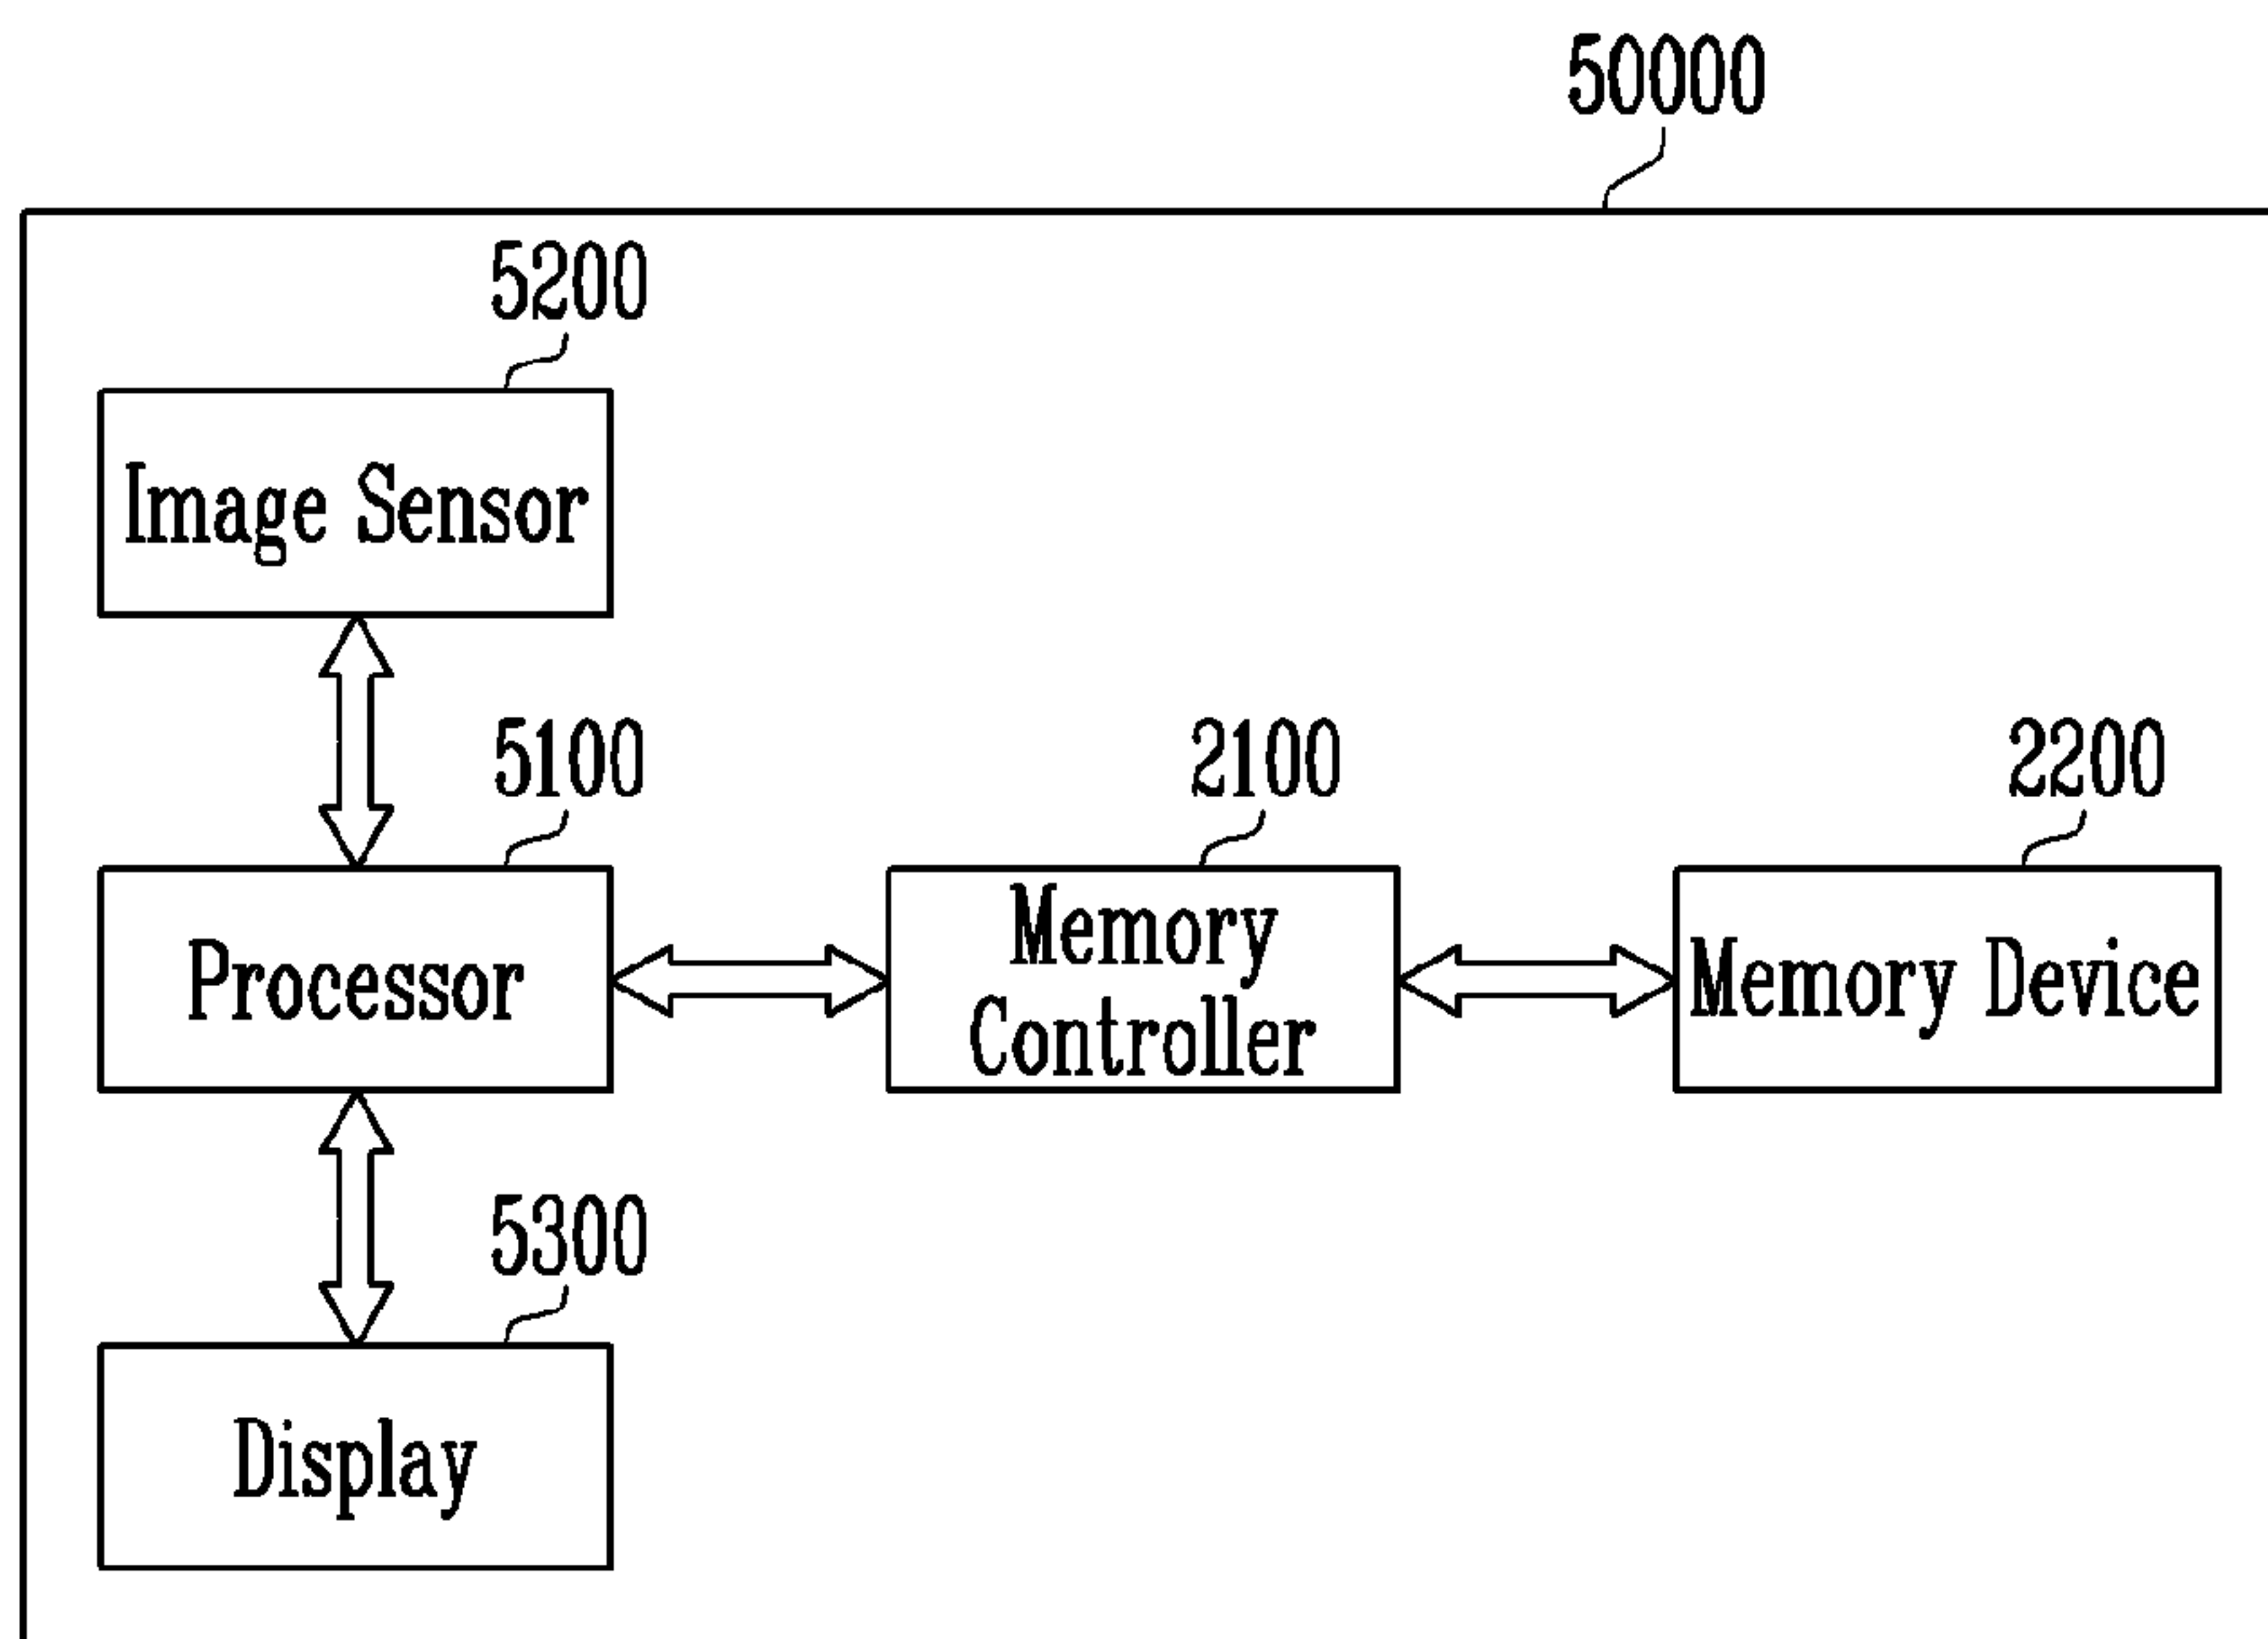 50000
5200
Image Sensor
5100
2100
2200
Processor
Memory
Controller
Memory Device
5300
Display